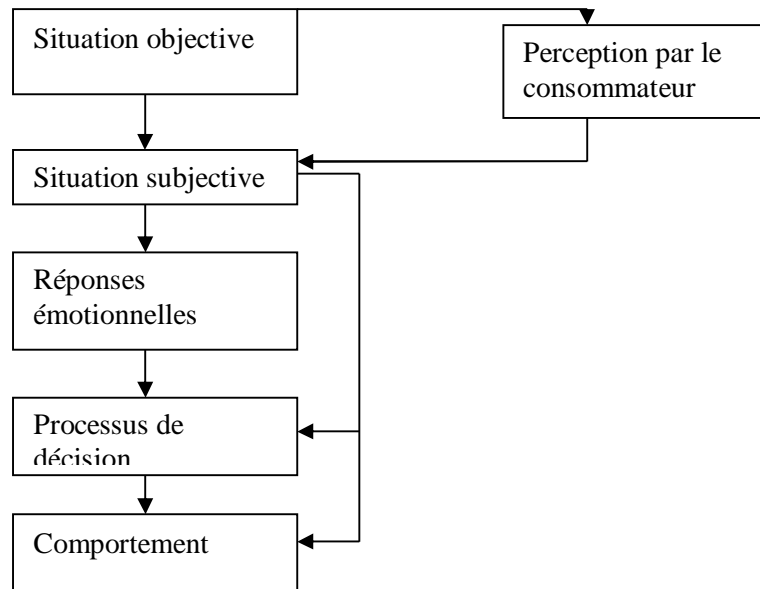 Situation objective
Perception par le
consommateur
Situation subjective
Réponses
émotionnelles
Processus de
décision
Comportement